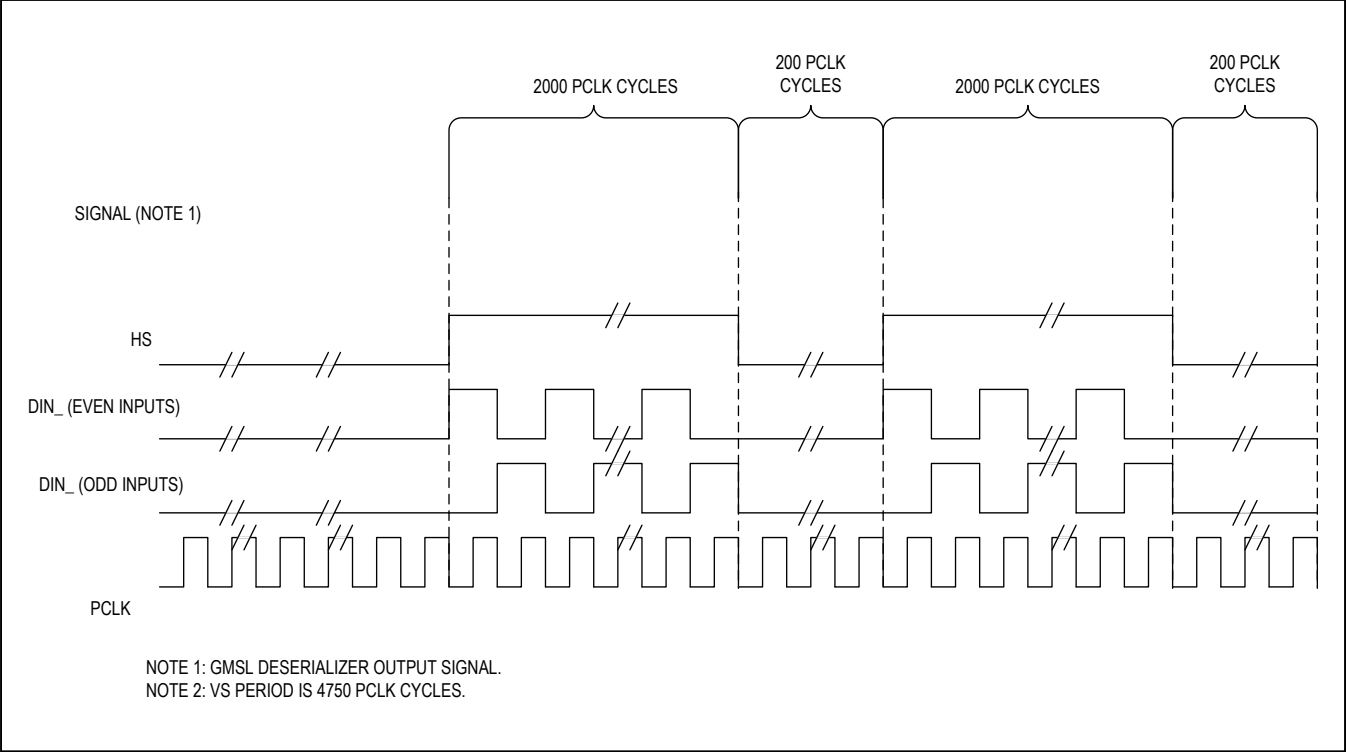 2000 PCLK CYCLES
200 PCLK
CYCLES
2000 PCLK CYCLES
200 PCLK
CYCLES
SIGNAL (NOTE 1)
HS
DIN_ (EVEN INPUTS)
DIN_ (ODD INPUTS)
PCLK
NOTE 1: GMSL DESERIALIZER OUTPUT SIGNAL.
NOTE 2: VS PERIOD IS 4750 PCLK CYCLES.